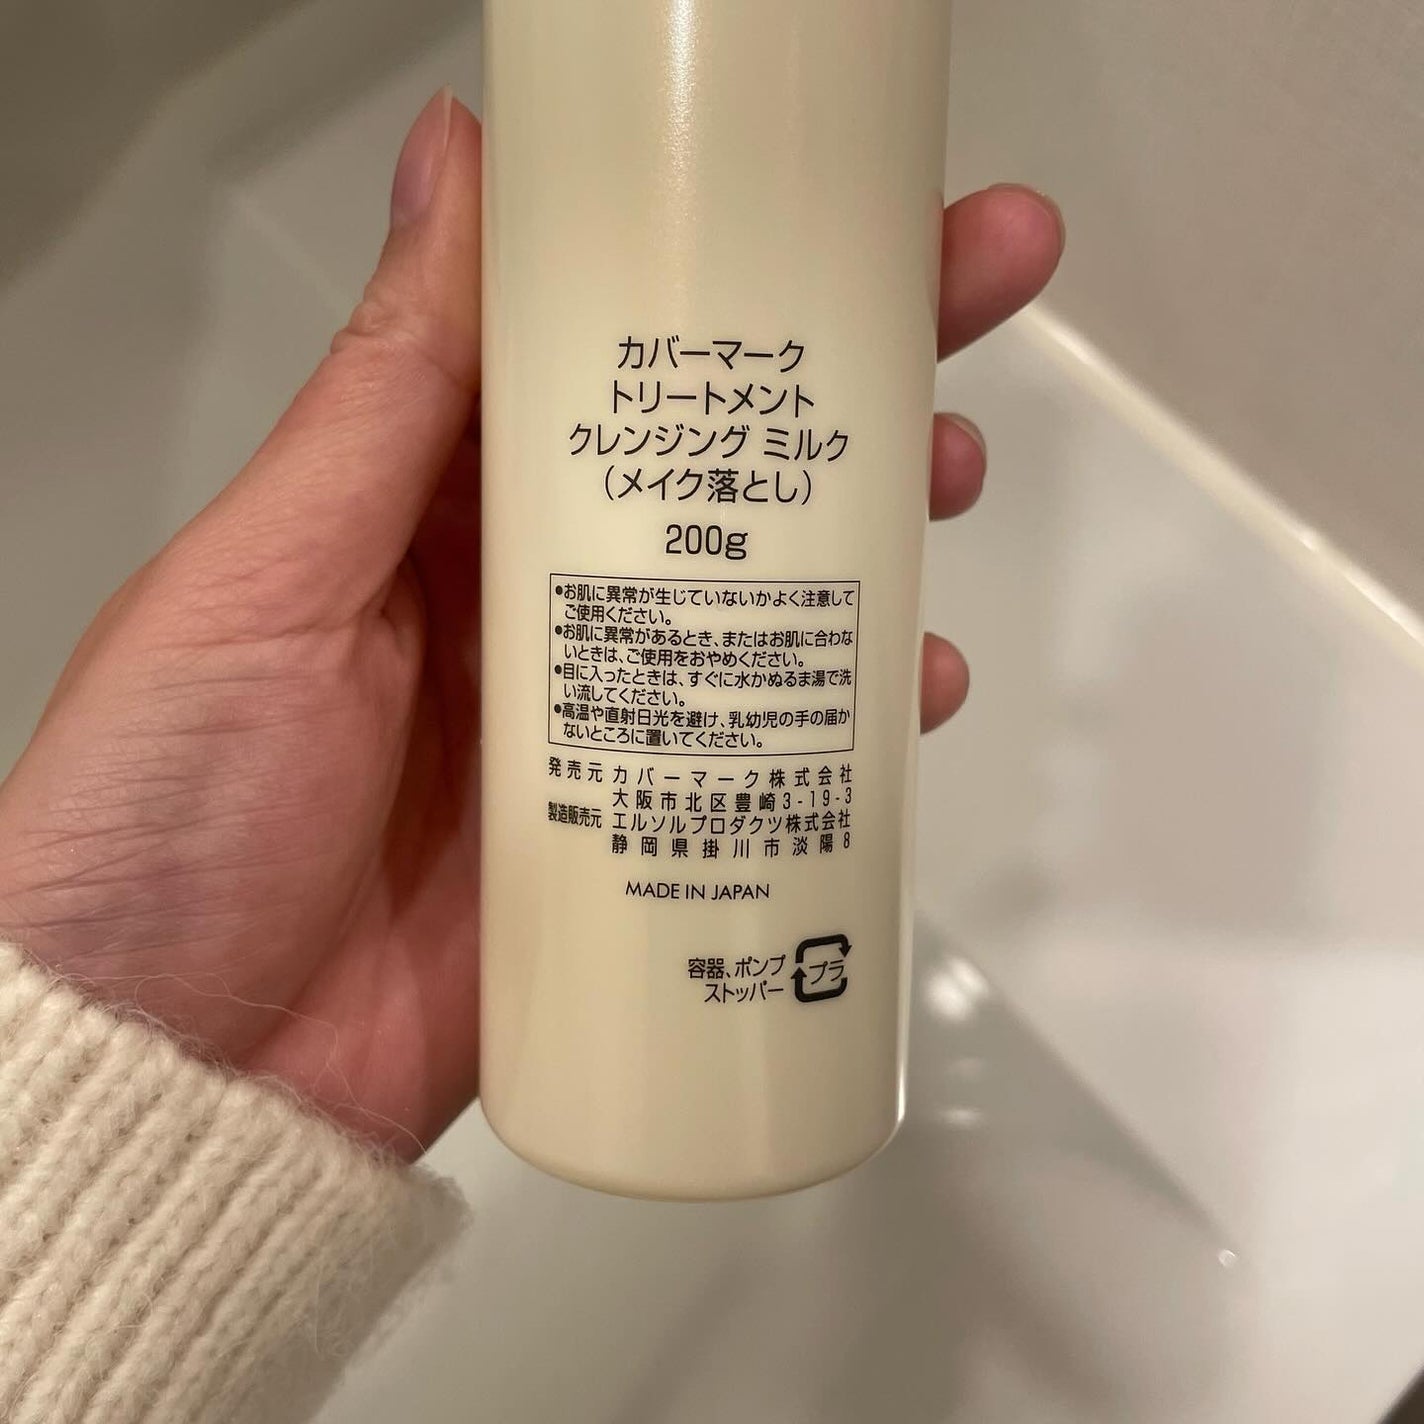 カバーマーク
トリートメント
クレンジング ミルク
（メイク落とし）
200g
●お肌に異常が生じていないかよく注意して
ご使用ください。
●お肌に異常があるとき、またはお肌に合わな
いときは、ご使用をおやめください。
●目に入ったときは、すぐに水かぬるま湯で洗
い流してください。
●高温や直射日光を避け、乳幼児の手の届か
ないところに置いてください。
発売元 カバーマーク株式会社
大阪市北区豊崎3-19-3
製造販売元 エルソルプロダクツ株式会社
静岡県掛川市淡陽8
MADE IN JAPAN
容器、ポンプ
ストッパー
プラ